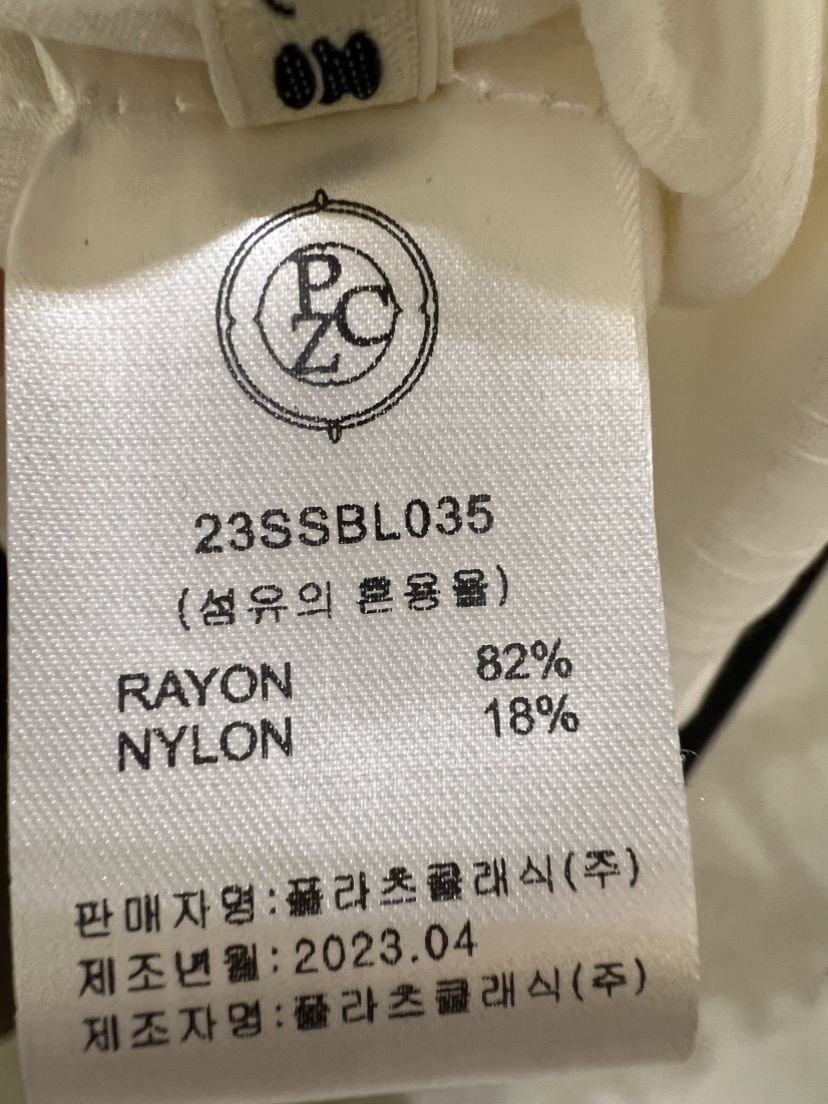 PZC
23SSBL035
(섬유의 혼용율)
RAYON 82%
NYLON 18%
판매자명:플라츠클래식(주)
제조년월:2023.04
제조자명:플라츠클래식(주)